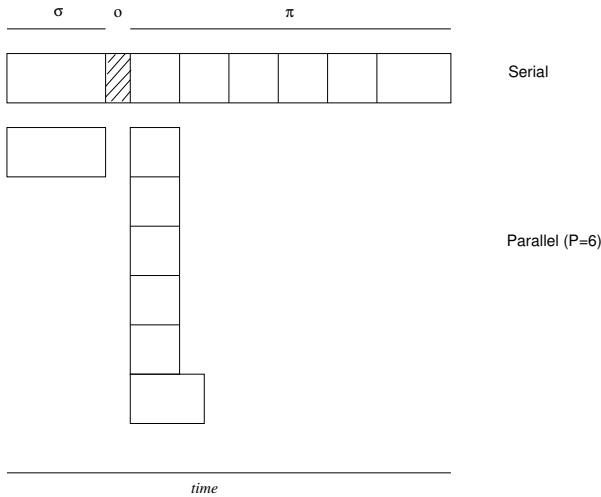 σ o π
Serial
Parallel (P=6)
time